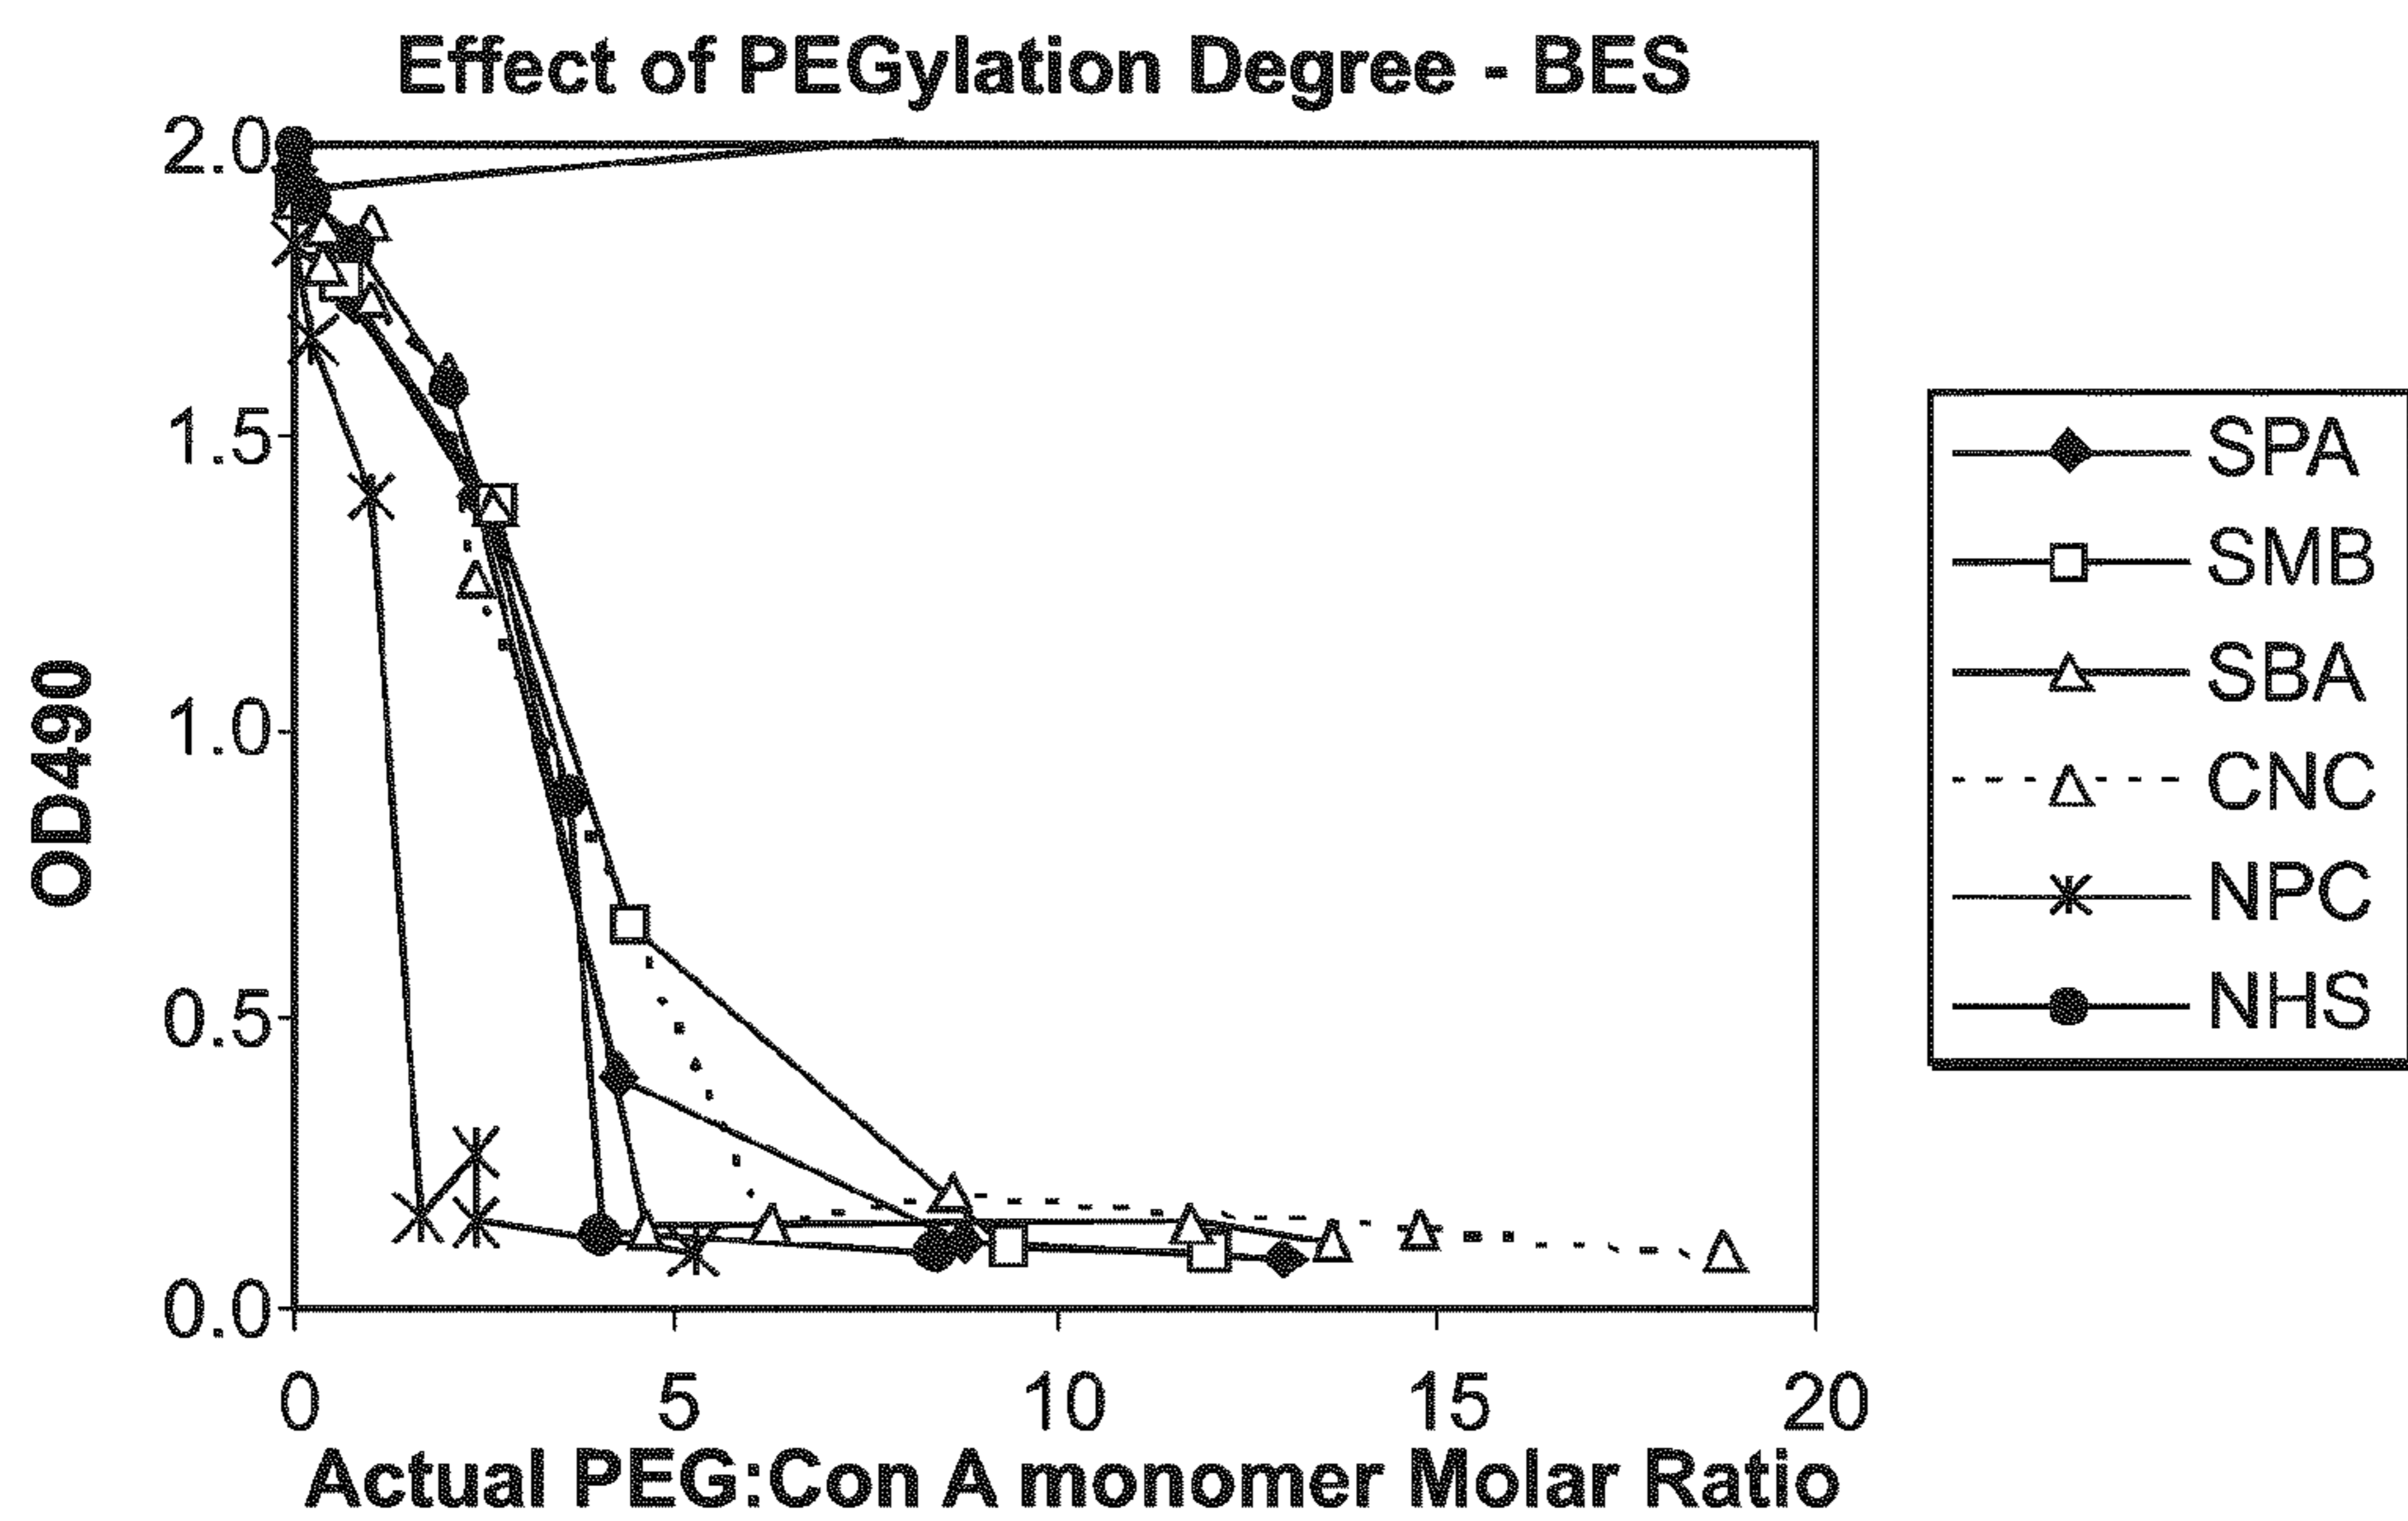 Effect of PEGylation Degree - BES
2.0
1.5
1.0
0.5
0.0
OD490
0 5 10 15 20
Actual PEG:Con A monomer Molar Ratio
SPA
SMB
SBA
CNC
NPC
NHS